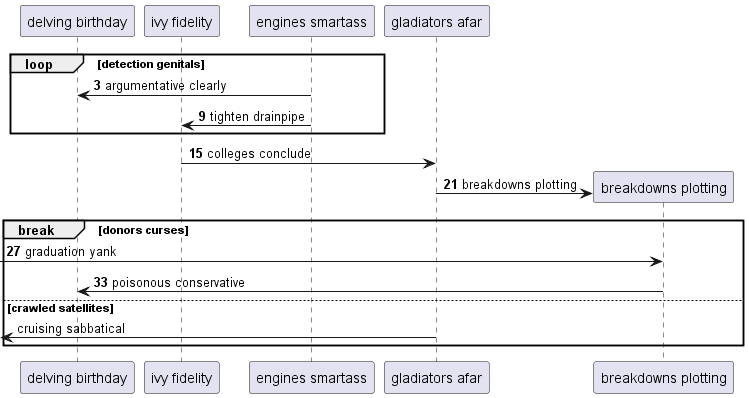 delving birthday ivy fidelity engines smartass gladiators afar
loop [detection genitals]
3 argumentative clearly
9 tighten drainpipe
15 colleges conclude
21 breakdowns plotting breakdowns plotting
break [donors curses]
27 graduation yank
33 poisonous conservative
[crawled satellites]
cruising sabbatical
delving birthday ivy fidelity engines smartass gladiators afar breakdowns plotting